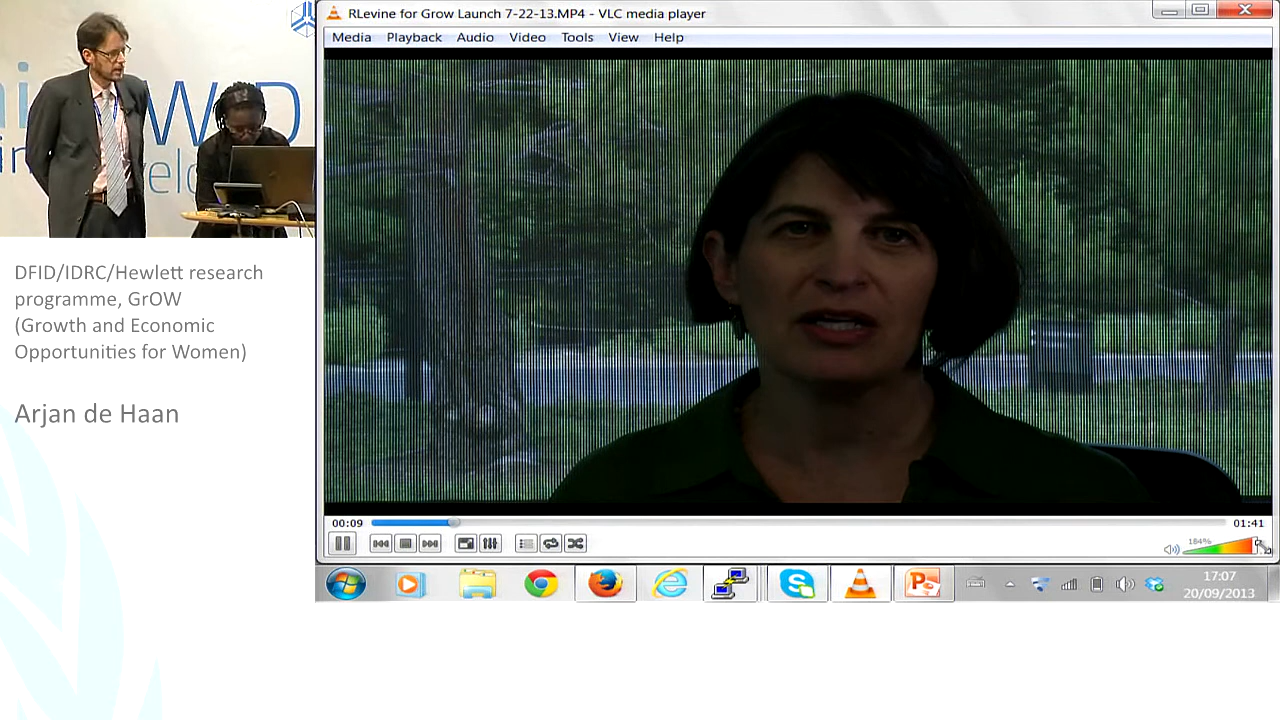 RLevine for Grow Launch 7-22-13.MP4 - VLC media player
Media Playback Audio Video Tools View Help
DFID/IDRC/Hewlett research
programme, GrOW
(Growth and Economic
Opportunities for Women)
Arjan de Haan
00:09
01:41
184%
17:07
20/09/2013